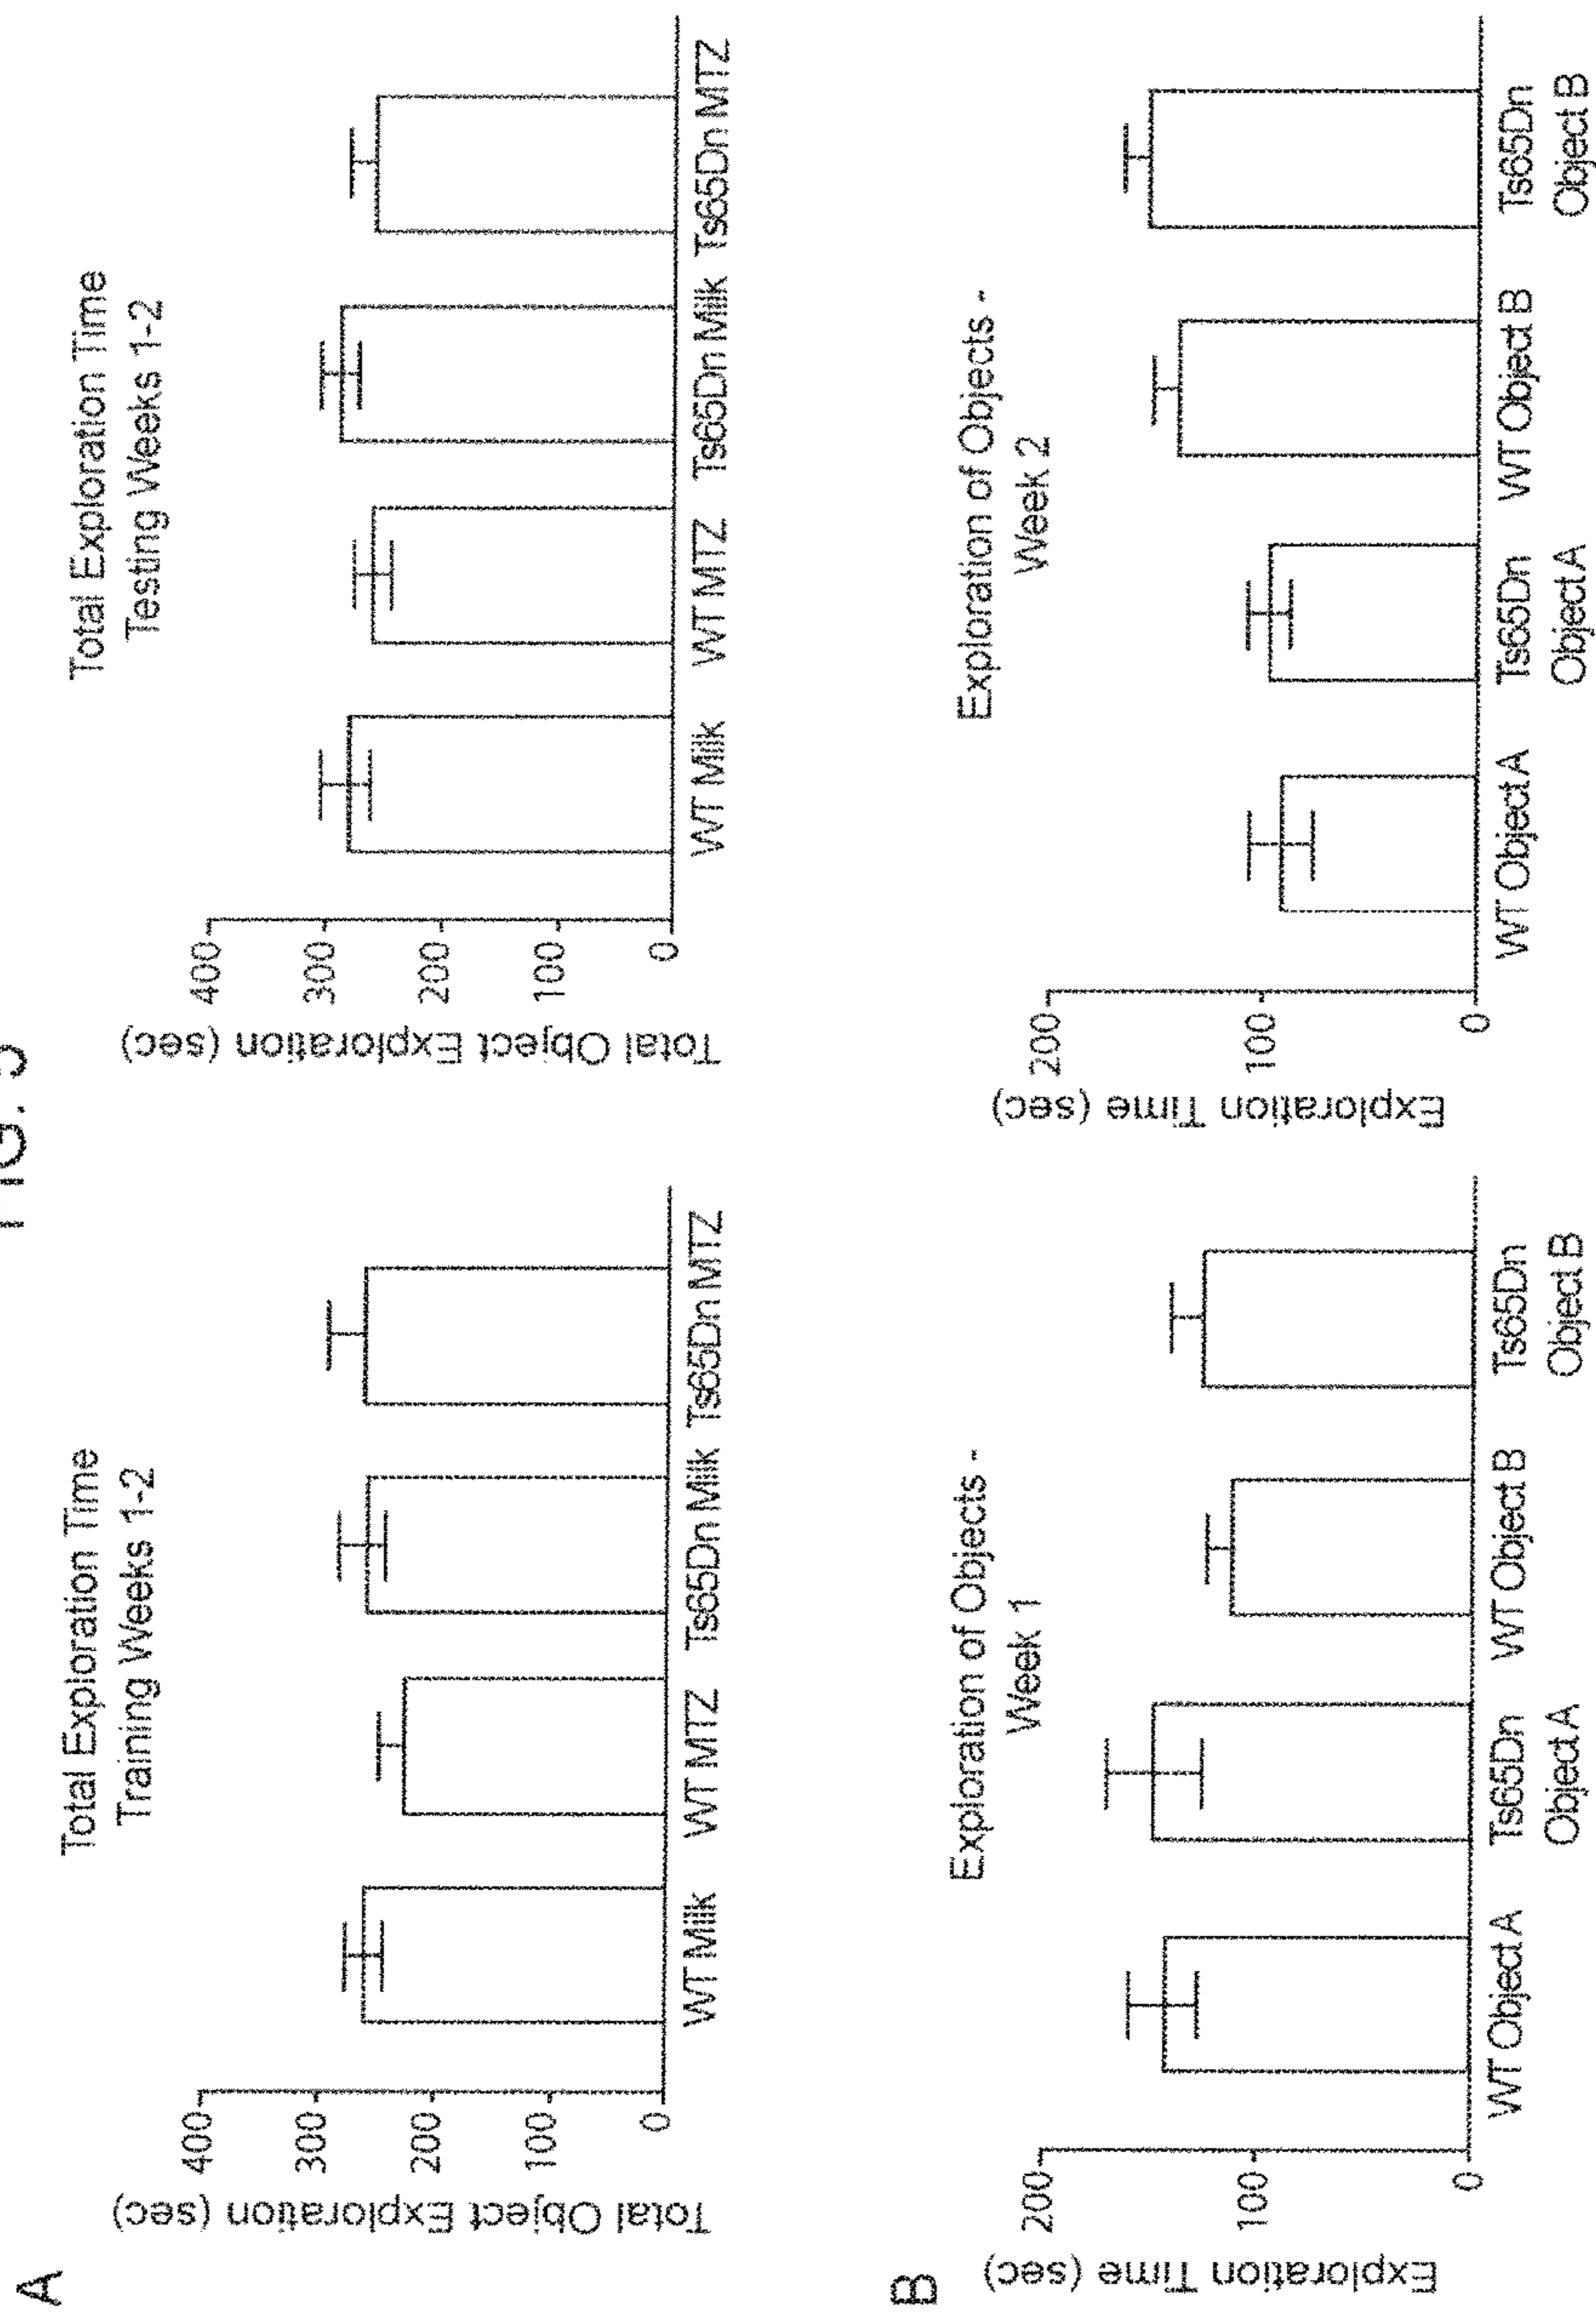 A
Total Exploration Time
Training Weeks 1-2
Total Object Exploration (sec)
400
300
200
100
0
WT Milk
WT MTZ
Ts65Dn Milk
Ts65Dn MTZ
Total Exploration Time
Testing Weeks 1-2
Total Object Exploration (sec)
400
300
200
100
0
WT Milk
WT MTZ
Ts65Dn Milk
Ts65Dn MTZ
B
Exploration of Objects -
Week 1
Exploration Time (sec)
200
100
0
WT Object A
Ts65Dn
Object A
WT Object B
Ts65Dn
Object B
Exploration of Objects -
Week 2
Exploration Time (sec)
200
100
0
WT Object A
Ts65Dn
Object A
WT Object B
Ts65Dn
Object B